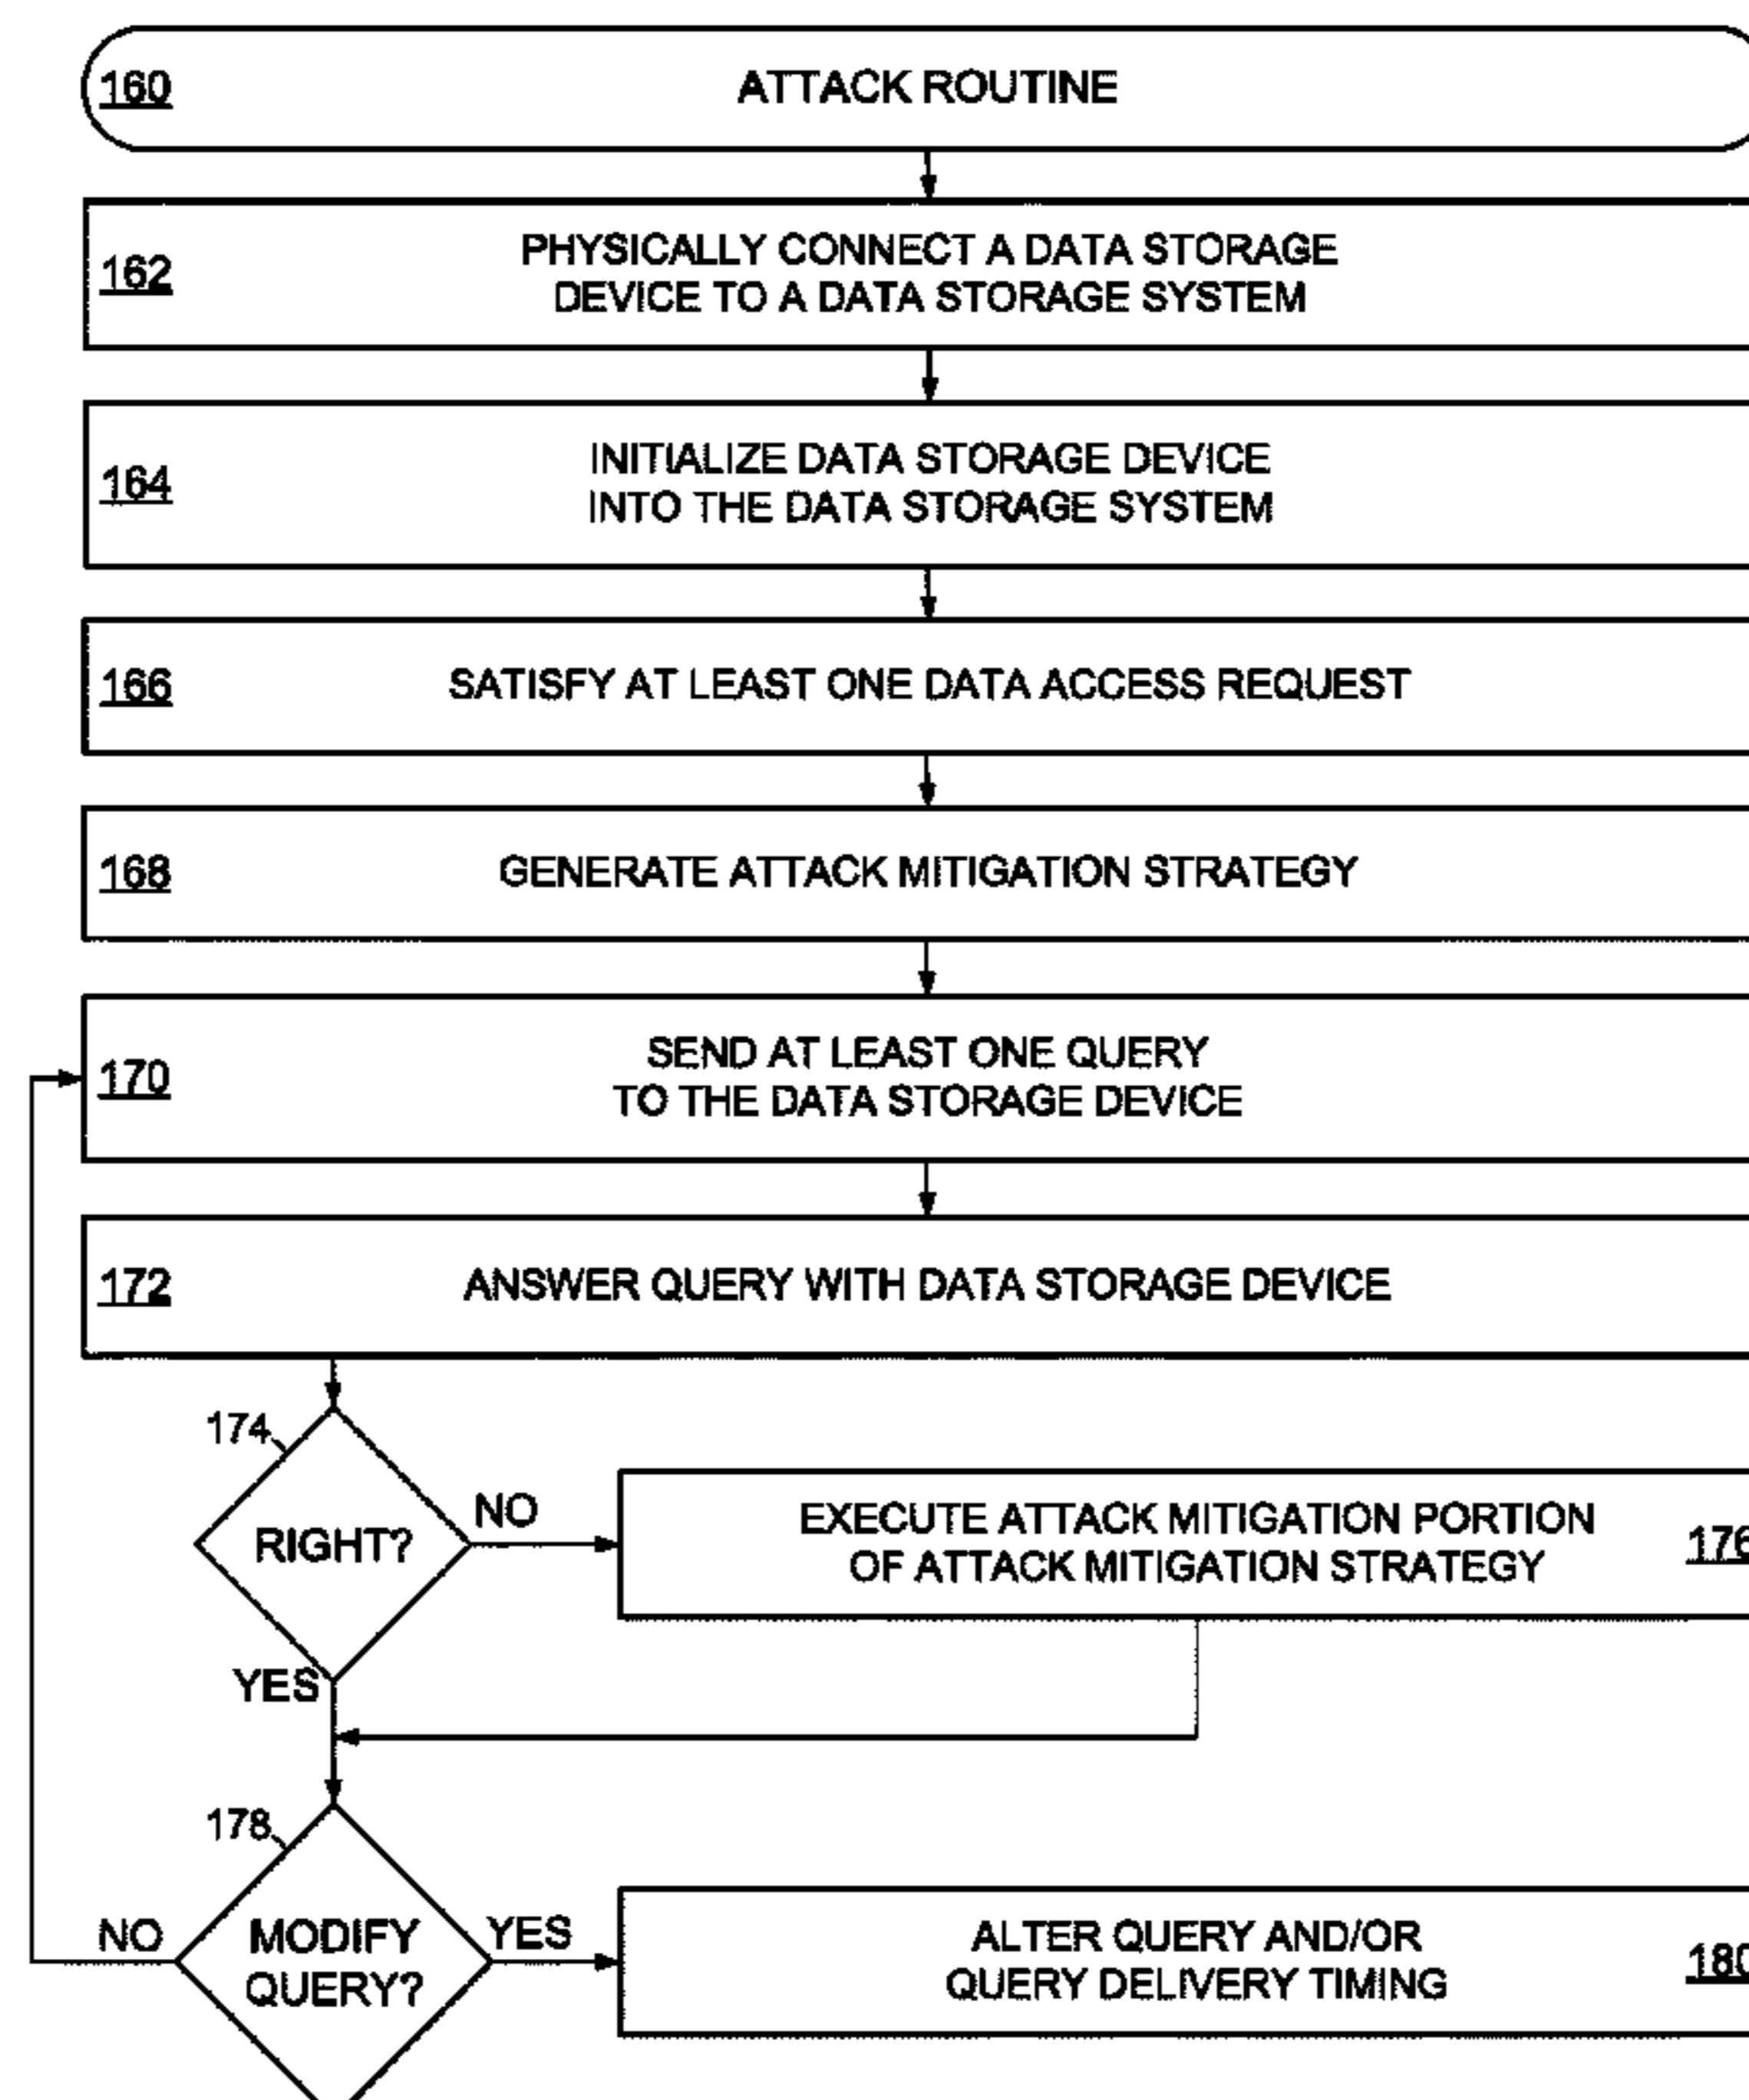 160 ATTACK ROUTINE
162 PHYSICALLY CONNECT A DATA STORAGE
DEVICE TO A DATA STORAGE SYSTEM
164 INITIALIZE DATA STORAGE DEVICE
INTO THE DATA STORAGE SYSTEM
166 SATISFY AT LEAST ONE DATA ACCESS REQUEST
168 GENERATE ATTACK MITIGATION STRATEGY
170 SEND AT LEAST ONE QUERY
TO THE DATA STORAGE DEVICE
172 ANSWER QUERY WITH DATA STORAGE DEVICE
174
RIGHT?
NO
YES
EXECUTE ATTACK MITIGATION PORTION
OF ATTACK MITIGATION STRATEGY
176
178
MODIFY
QUERY?
NO
YES
ALTER QUERY AND/OR
QUERY DELIVERY TIMING
180